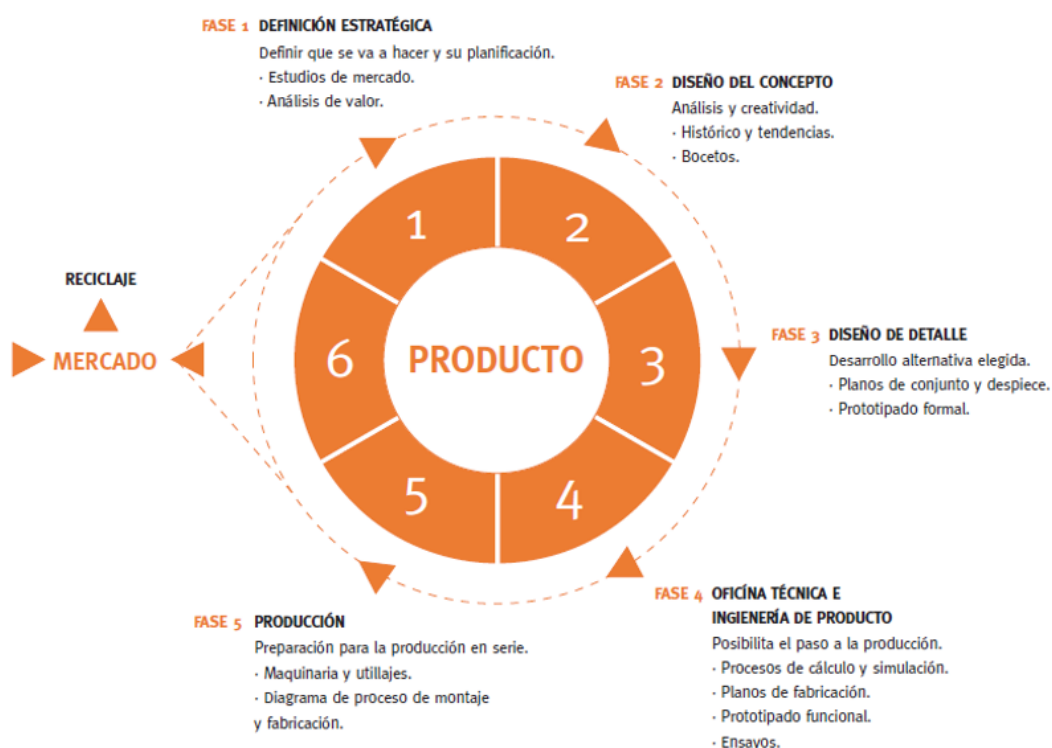 FASE 1 DEFINICIÓN ESTRATÉGICA
Definir que se va a hacer y su planificación.
· Estudios de mercado.
· Análisis de valor.
FASE 2 DISEÑO DEL CONCEPTO
Análisis y creatividad.
· Histórico y tendencias.
· Bocetos.
1
2
RECICLAJE
MERCADO
6
PRODUCTO
3
FASE 3 DISEÑO DE DETALLE
Desarrollo alternativa elegida.
· Planos de conjunto y despiece.
· Prototipado formal.
5
4
FASE 4 OFICÍNA TÉCNICA E
INGIENERÍA DE PRODUCTO
Posibilita el paso a la producción.
· Procesos de cálculo y simulación.
· Planos de fabricación.
· Prototipado funcional.
· Ensayos.
FASE 5 PRODUCCIÓN
Preparación para la producción en serie.
· Maquinaria y utillajes.
· Diagrama de proceso de montaje
y fabricación.